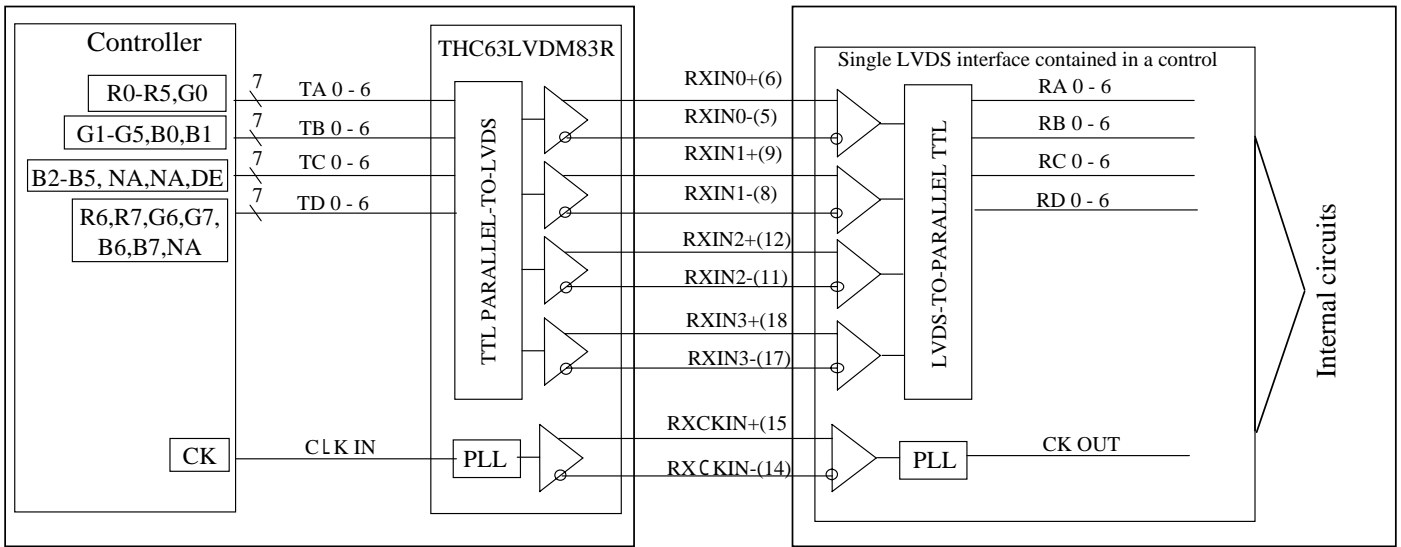 Controller
R0-R5,G0
G1-G5,B0,B1
B2-B5, NA,NA,DE
R6,R7,G6,G7,
B6,B7,NA
CK
7
TA 0 - 6
7
TB 0 - 6
7
TC 0 - 6
7
TD 0 - 6
CLK IN
THC63LVDM83R
TTL PARALLEL-TO-LVDS
PLL
RXIN0+(6)
RXIN0-(5)
RXIN1+(9)
RXIN1-(8)
RXIN2+(12)
RXIN2-(11)
RXIN3+(18
RXIN3-(17)
RXCKIN+(15
RXCKIN-(14)
Single LVDS interface contained in a control
LVDS-TO-PARALLEL TTL
PLL
RA 0 - 6
RB 0 - 6
RC 0 - 6
RD 0 - 6
CK OUT
Internal circuits